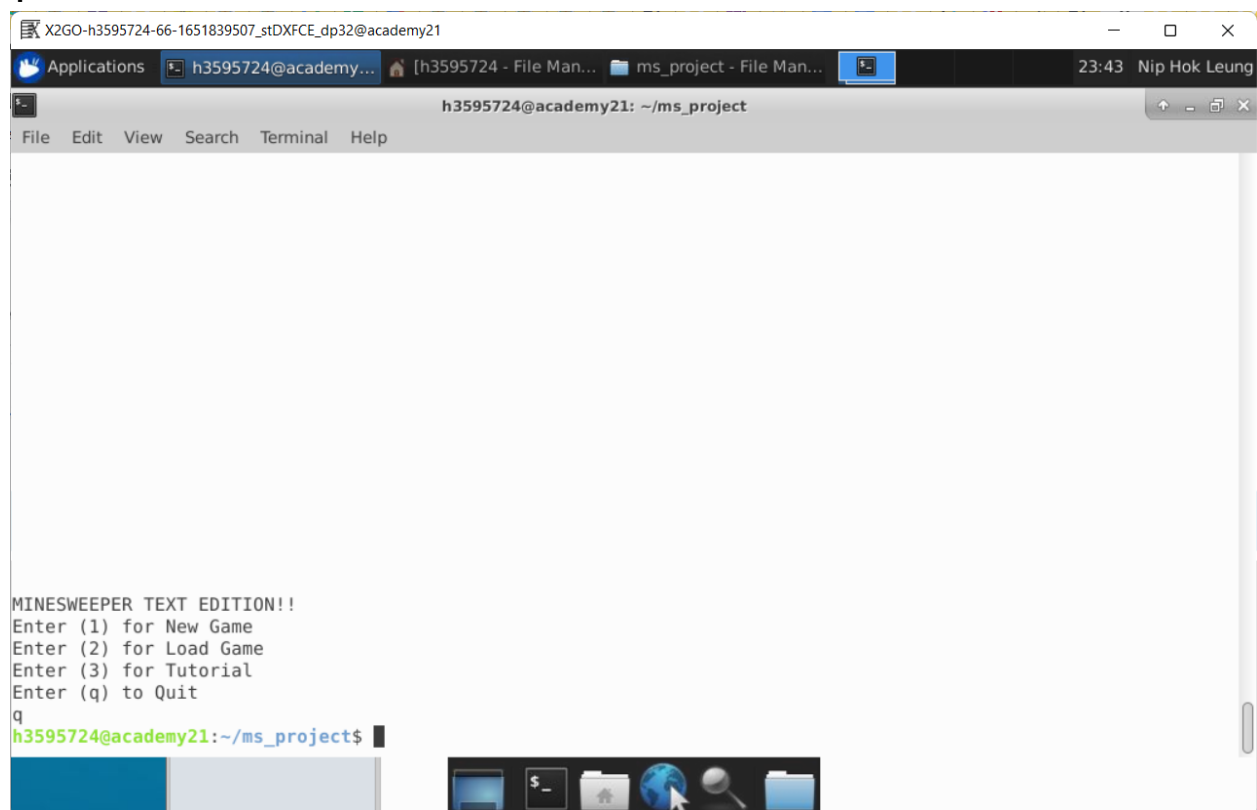 X2GO-h3595724-66-1651839507_stDXFCE_dp32@academy21
Applications h3595724@academy... [h3595724 - File Man... ms_project - File Man... 23:43 Nip Hok Leung
h3595724@academy21: ~/ms_project
File Edit View Search Terminal Help
MINESWEEPER TEXT EDITION!!
Enter (1) for New Game
Enter (2) for Load Game
Enter (3) for Tutorial
Enter (q) to Quit
q
h3595724@academy21:~/ms_project$